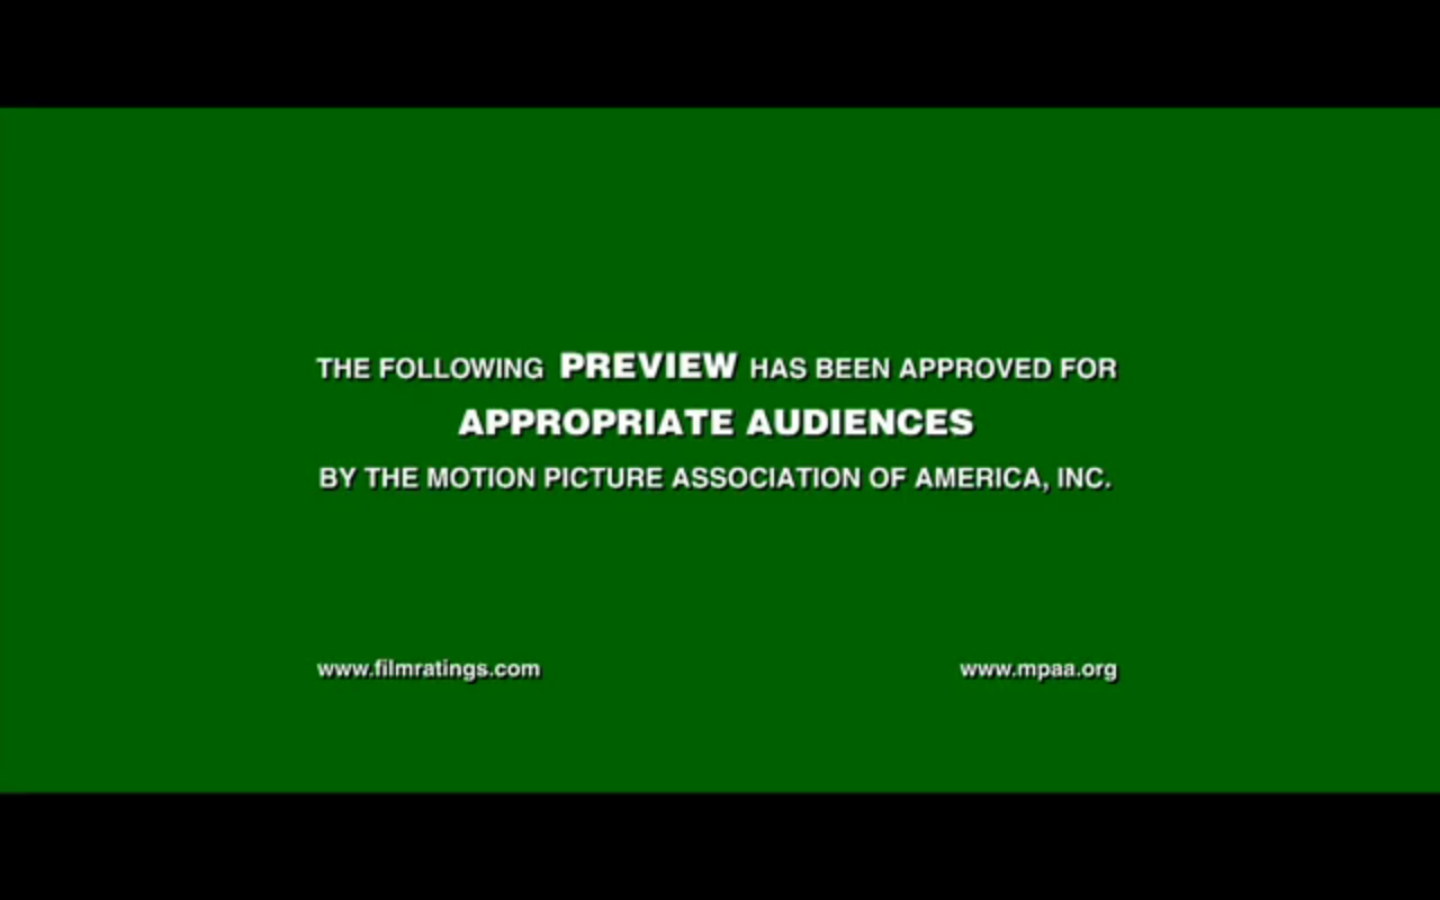 THE FOLLOWING PREVIEW HAS BEEN APPROVED FOR
APPROPRIATE AUDIENCES
BY THE MOTION PICTURE ASSOCIATION OF AMERICA, INC.
www.filmratings.com
www.mpaa.org